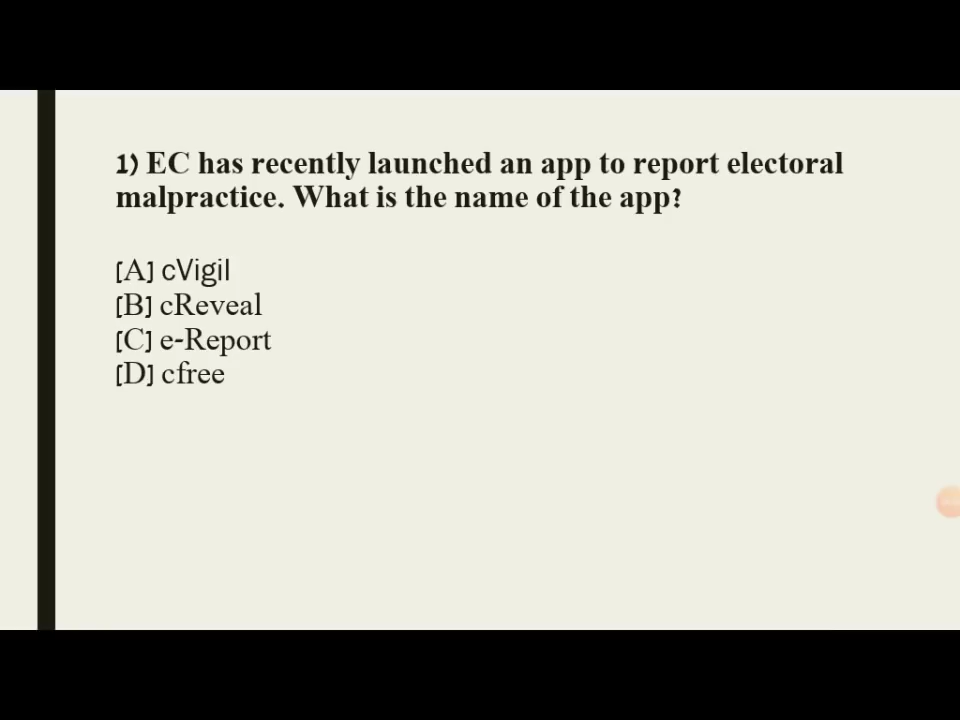 1) EC has recently launched an app to report electoral
malpractice. What is the name of the app?
[A] cVigil
[B] cReveal
[C] e-Report
[D] cfree